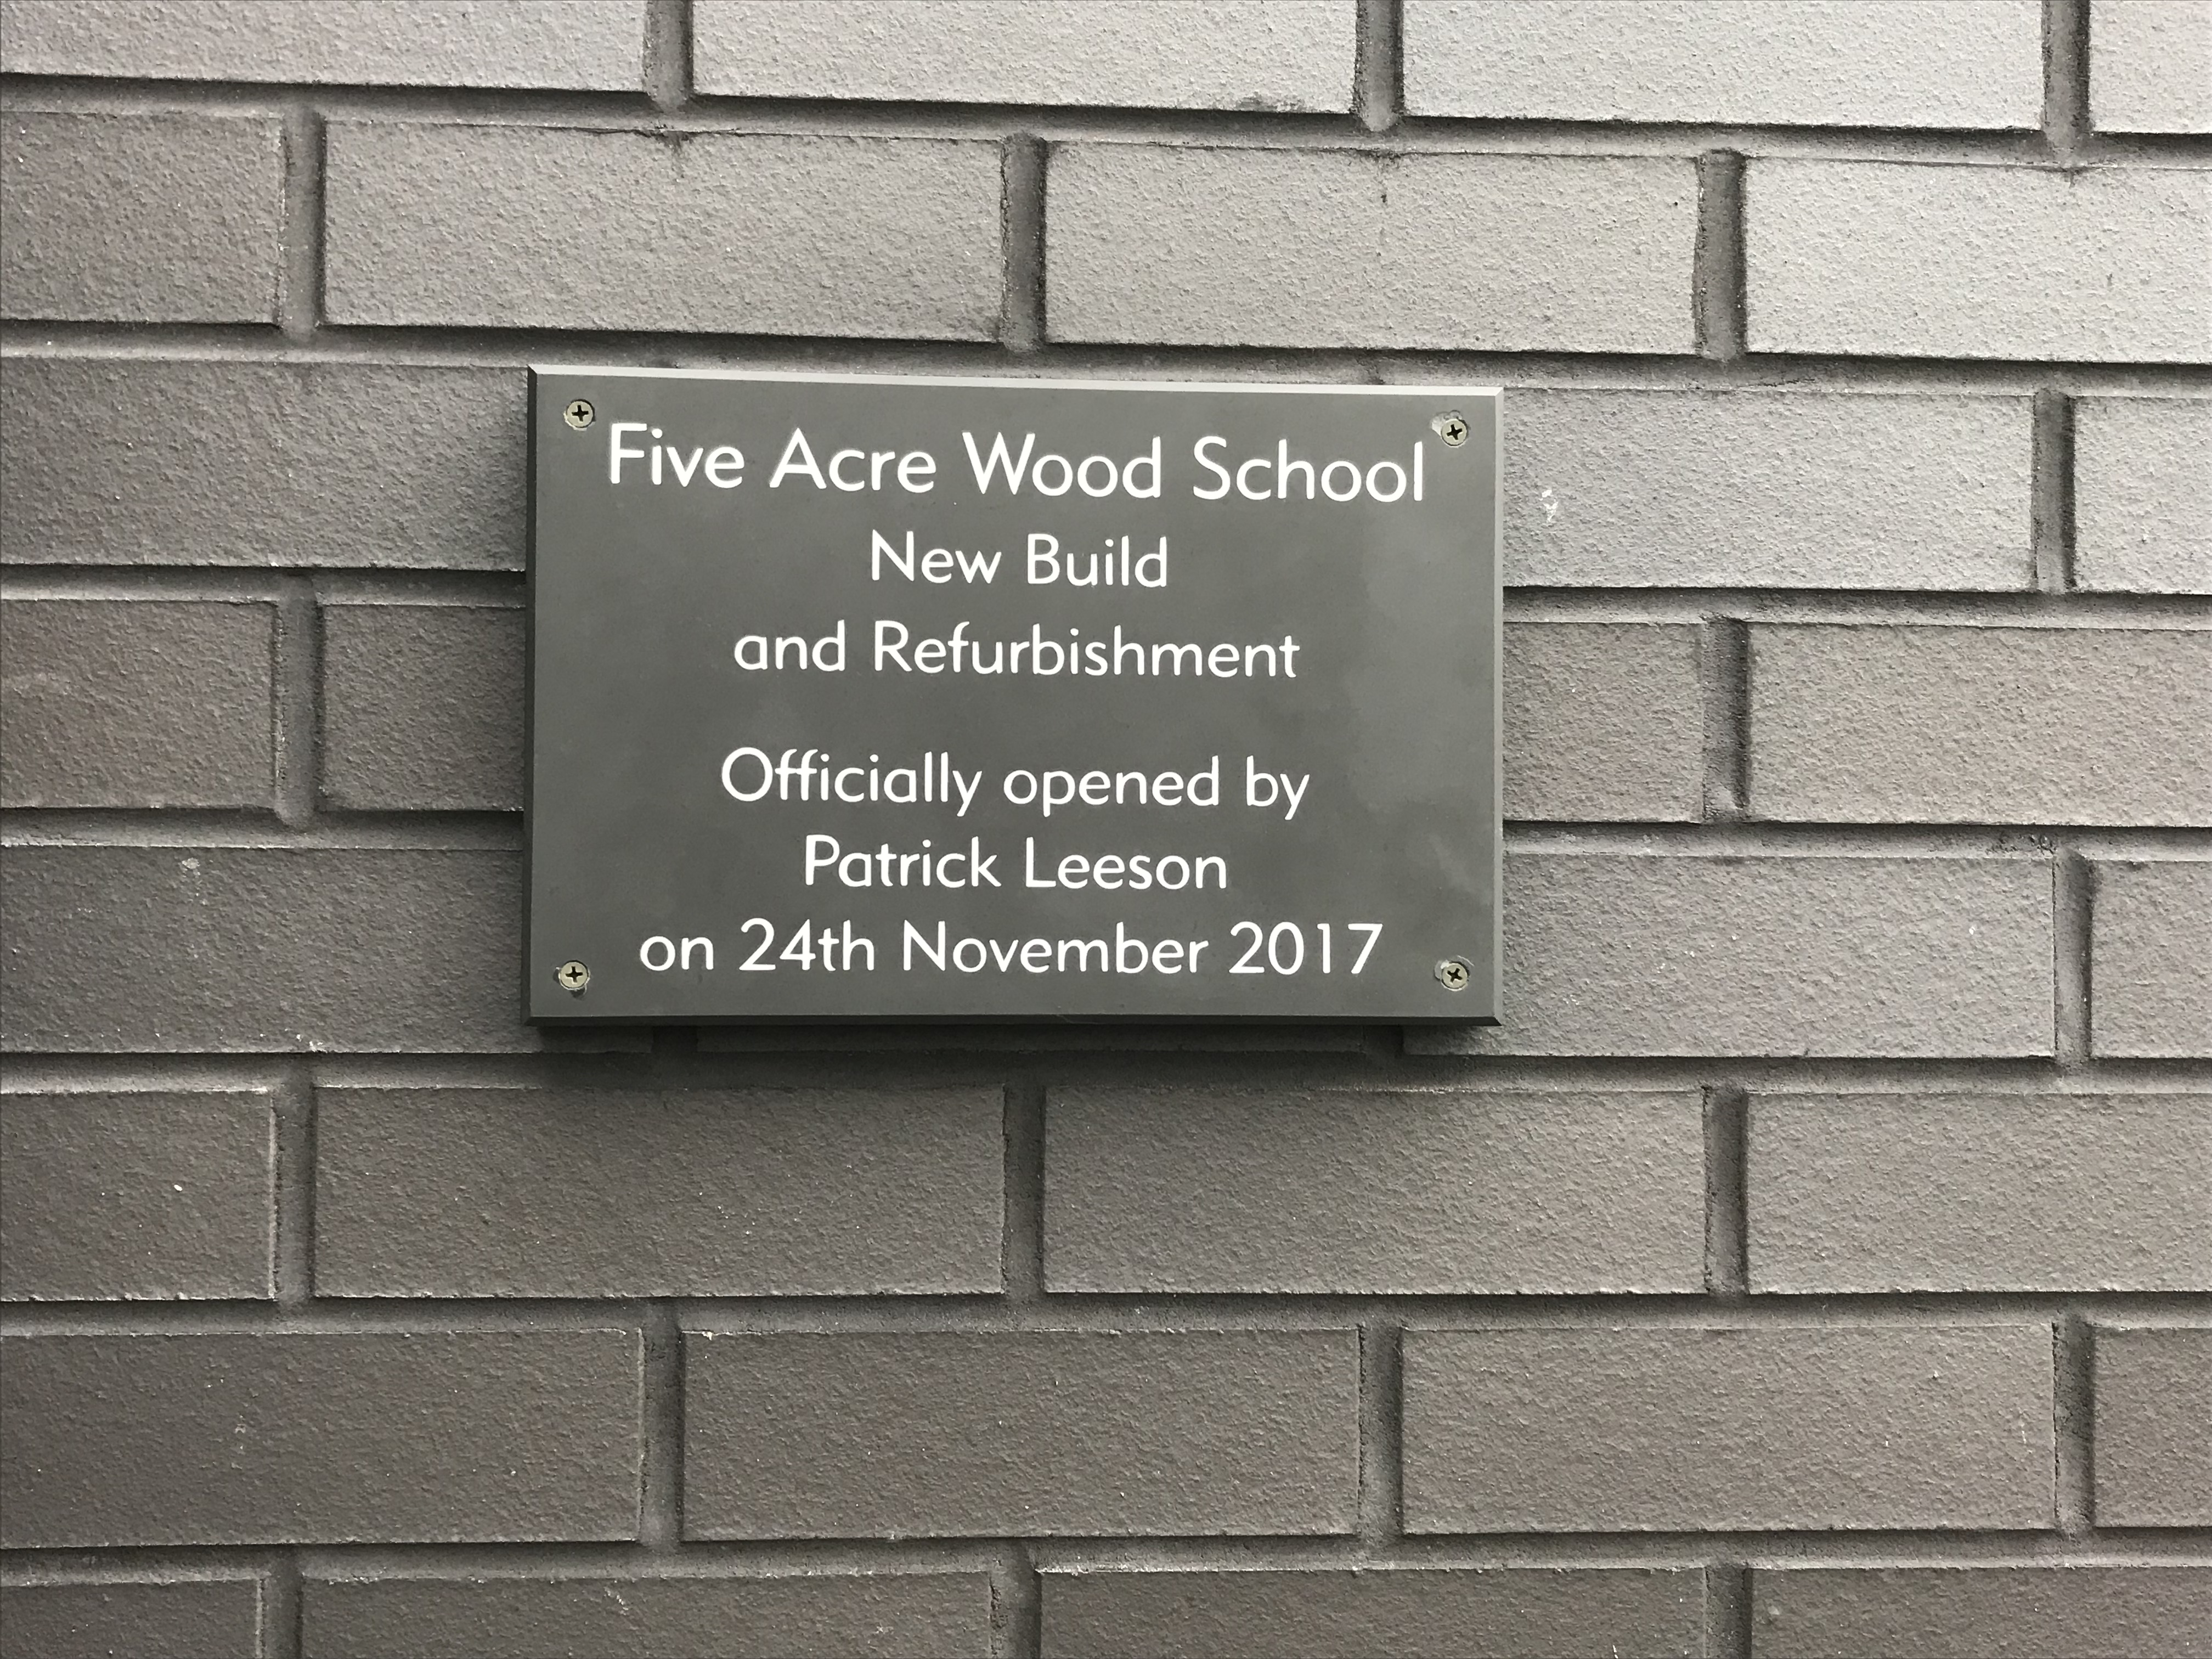 Five Acre Wood School
New Build
and Refurbishment
Officially opened by
Patrick Leeson
on 24th November 2017